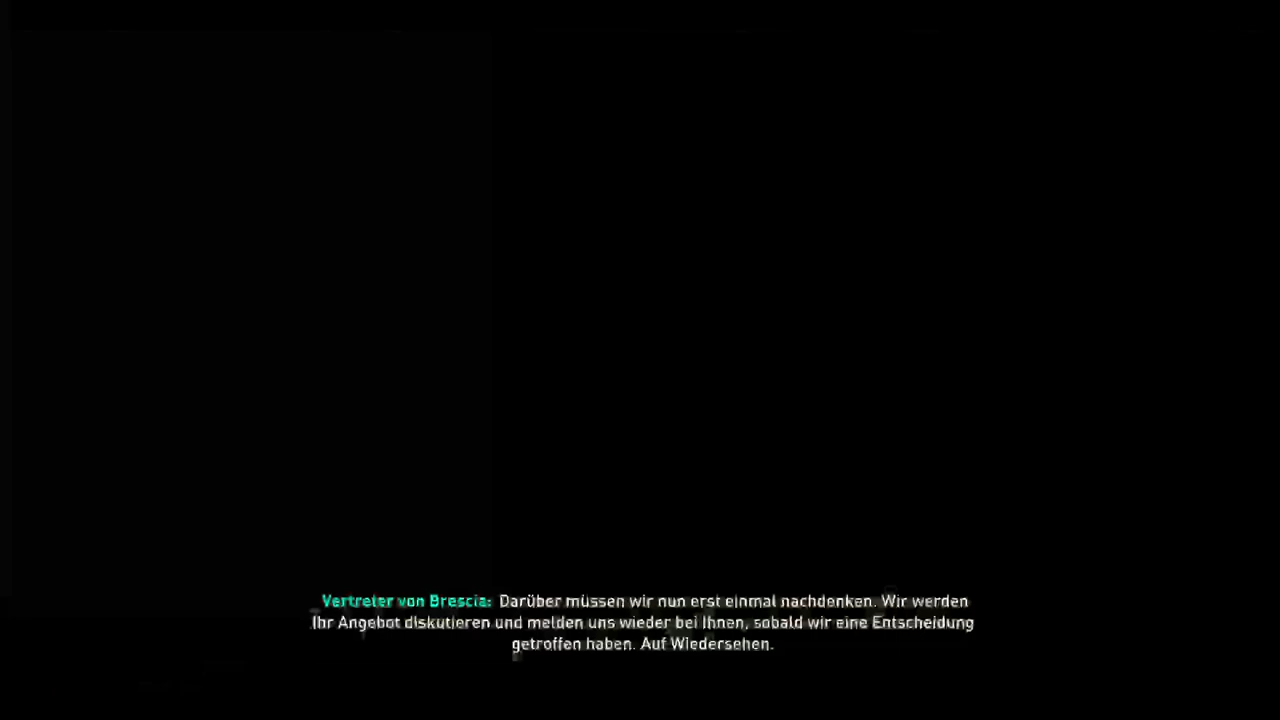 Vertreter von Brescia: Darüber müssen wir nun erst einmal nachdenken. Wir werden
Ihr Angebot diskutieren und melden uns wieder bei Ihnen, sobald wir eine Entscheidung
getroffen haben. Auf Wiedersehen.